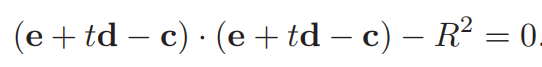 (e + td − c) · (e + td − c) − R² = 0.